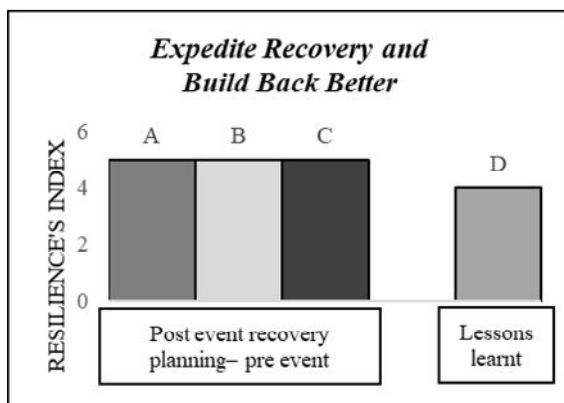 Expedite Recovery and
Build Back Better
RESILIENCE'S INDEX
6
4
2
0
A B C D
Post event recovery
planning– pre event
Lessons
learnt